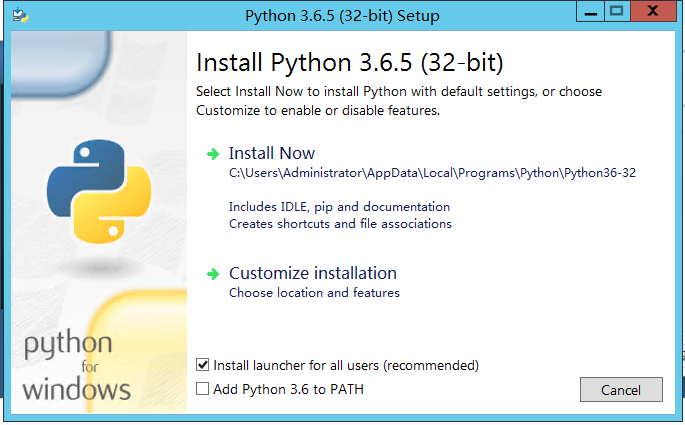 Python 3.6.5 (32-bit) Setup
Install Python 3.6.5 (32-bit)
Select Install Now to install Python with default settings, or choose
Customize to enable or disable features.
Install Now
C:\Users\Administrator\AppData\Local\Programs\Python\Python36-32
Includes IDLE, pip and documentation
Creates shortcuts and file associations
Customize installation
Choose location and features
python
for
windows
Install launcher for all users (recommended)
Add Python 3.6 to PATH
Cancel